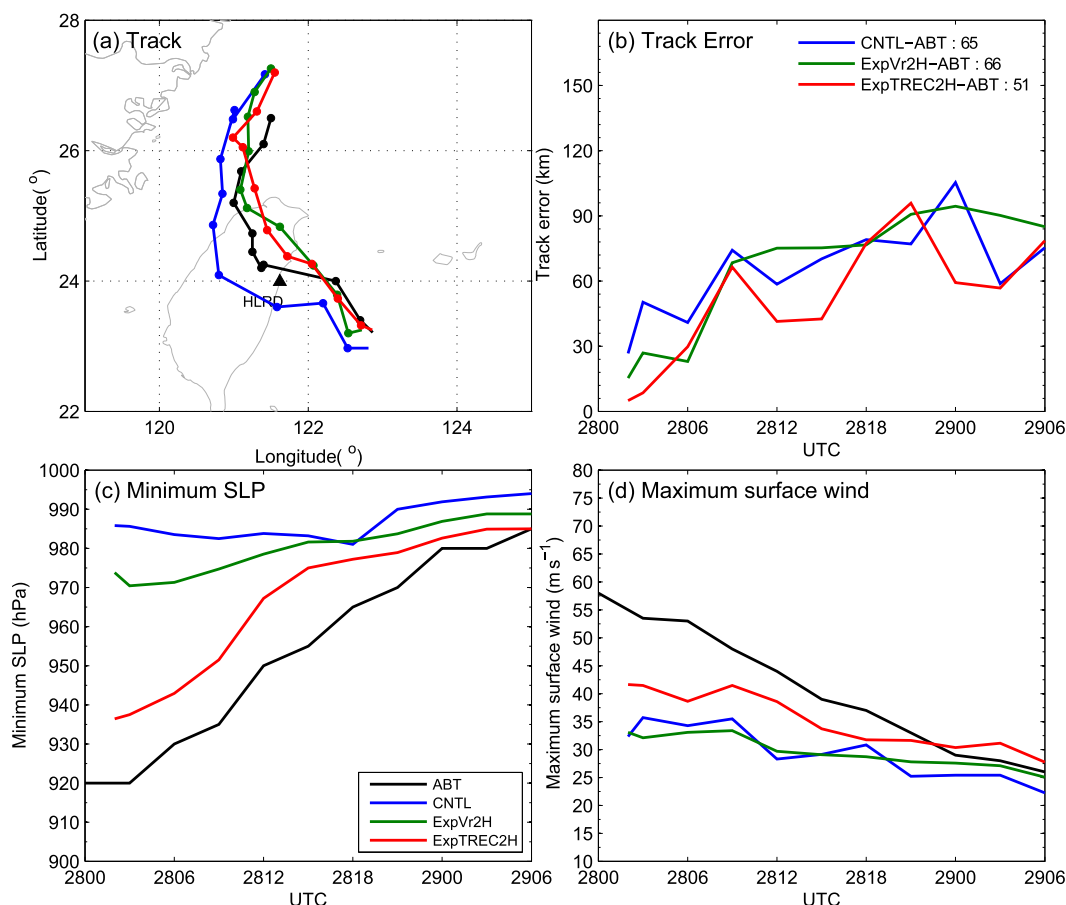 (a) Track
28
26
24
22
120
122
124
Latitude( o)
Longitude( o)
HLRD
(b) Track Error
CNTL−ABT : 65
ExpVr2H−ABT : 66
ExpTREC2H−ABT : 51
180
150
120
90
60
30
0
Track error (km)
2800
2806
2812
2818
2900
2906
UTC
(c) Minimum SLP
1000
990
980
970
960
950
940
930
920
910
900
Minimum SLP (hPa)
ABT
CNTL
ExpVr2H
ExpTREC2H
2800
2806
2812
2818
2900
2906
UTC
(d) Maximum surface wind
80
75
70
65
60
55
50
45
40
35
30
25
20
15
10
Maximum surface wind (m s−1)
2800
2806
2812
2818
2900
2906
UTC